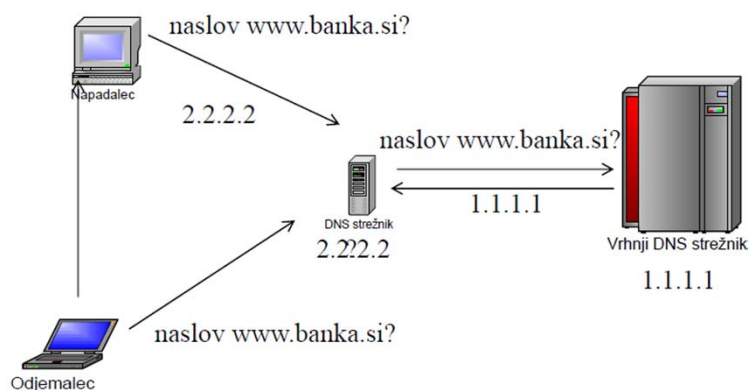 naslov www.banka.si?
Napadalec
2.2.2.2
naslov www.banka.si?
1.1.1.1
DNS strežnik
2.2?.2.2
Vrhnji DNS strežnik
1.1.1.1
naslov www.banka.si?
Odjemalec